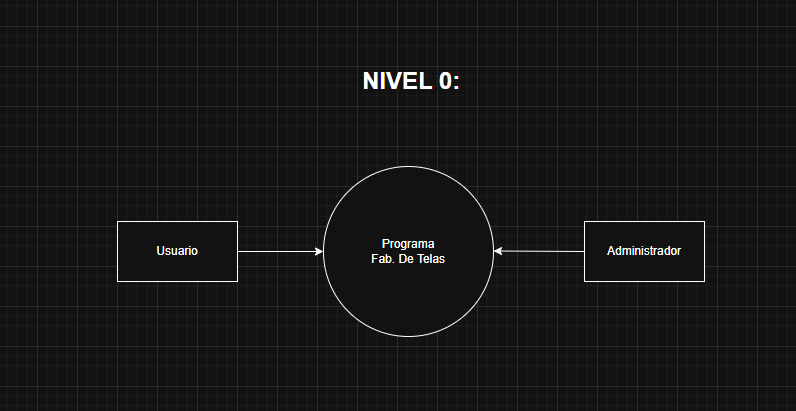 NIVEL 0:
Usuario
Programa
Fab. De Telas
Administrador